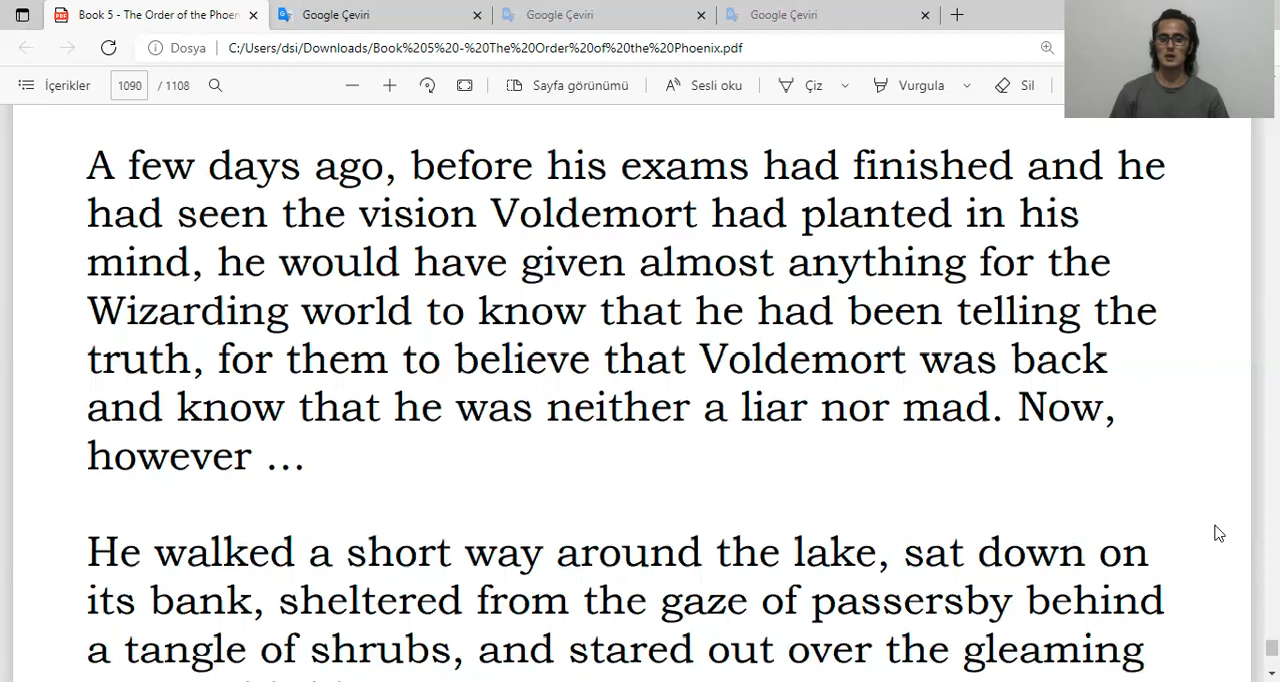 Book 5 - The Order of the Phoen
Google Çeviri
Google Çeviri
Google Çeviri
Dosya
C:/Users/dsi/Downloads/Book%205%20-%20The%20Order%20of%20the%20Phoenix.pdf
İçerikler
1090 / 1108
Sayfa görünümü
Sesli oku
Çiz
Vurgula
Sil
A few days ago, before his exams had finished and he
had seen the vision Voldemort had planted in his
mind, he would have given almost anything for the
Wizarding world to know that he had been telling the
truth, for them to believe that Voldemort was back
and know that he was neither a liar nor mad. Now,
however …
He walked a short way around the lake, sat down on
its bank, sheltered from the gaze of passersby behind
a tangle of shrubs, and stared out over the gleaming